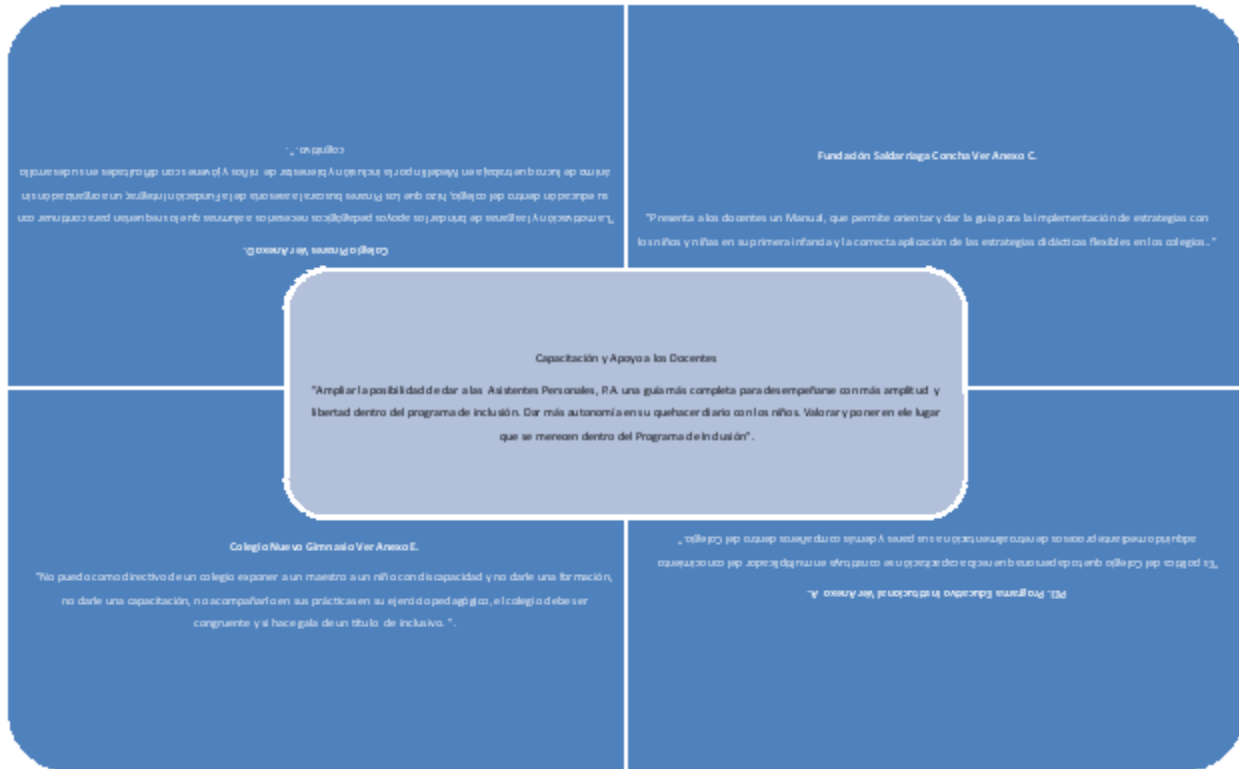 Colegio Pinares Ver Anexo D.
"La motivación y las ganas de brindar los apoyos pedagógicos necesarios a alumnas que los requerían para continuar con
su educación dentro del colegio, hizo que los Pinares buscara la asesoría de la Fundación Integrar, una organización sin
ánimo de lucro que trabaja en Medellín por la inclusión y bienestar de niños y jóvenes con dificultades en su desarrollo
cognitivo.".
Fundación Saldarriaga Concha Ver Anexo C.
"Presenta a los docentes un Manual, que permite orientar y dar la guía para la implementación de estrategias con
los niños y niñas en su primera infancia y la correcta aplicación de las estrategias didácticas flexibles en los colegios.."
Capacitación y Apoyo a los Docentes
"Ampliar la posibilidad de dar a las Asistentes Personales, P.A. una guía más completa para desempeñarse con más amplitud y
libertad dentro del programa de inclusión. Dar más autonomía en su quehacer diario con los niños. Valorar y poner en ele lugar
que se merecen dentro del Programa de Inclusión".
Colegio Nuevo Gimnasio Ver Anexo E.
"No puedo como directivo de un colegio exponer a un maestro a un niño con discapacidad y no darle una formación,
no darle una capacitación, no acompañarlo en sus prácticas en su ejercicio pedagógico, el colegio debe ser
congruente y si hace gala de un título de inclusivo. ".
PEI. Programa Educativo Institucional Ver Anexo A.
"Es política del Colegio que toda persona que reciba capacitación se constituya en multiplicador del conocimiento
adquirido mediante procesos de retroalimentación a sus pares y demás compañeros dentro del Colegio."